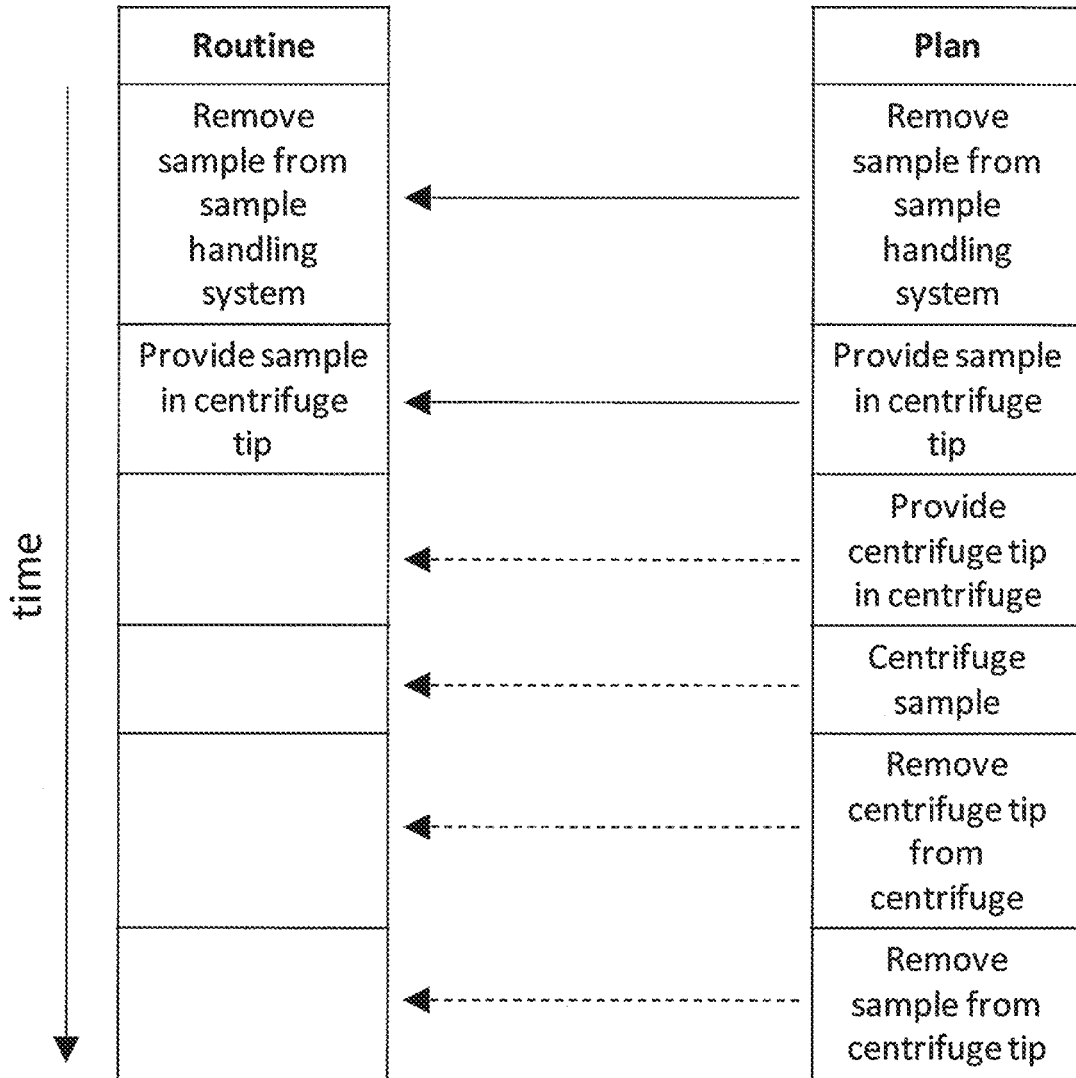 Routine
Plan
Remove
sample from
sample
handling
system
Remove
sample from
sample
handling
system
Provide sample
in centrifuge
tip
Provide sample
in centrifuge
tip
Provide
centrifuge tip
in centrifuge
Centrifuge
sample
Remove
centrifuge tip
from
centrifuge
Remove
sample from
centrifuge tip
time